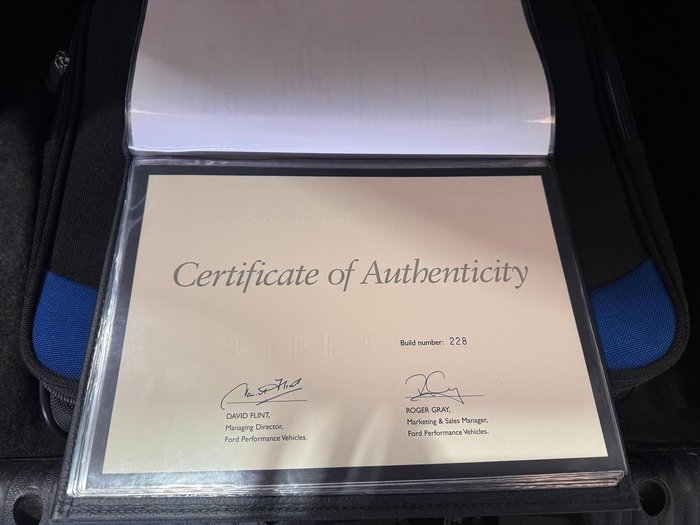 Certificate of Authenticity
Build number: 228
DAVID FLINT,
Managing Director,
Ford Performance Vehicles.
ROGER GRAY,
Marketing & Sales Manager,
Ford Performance Vehicles.